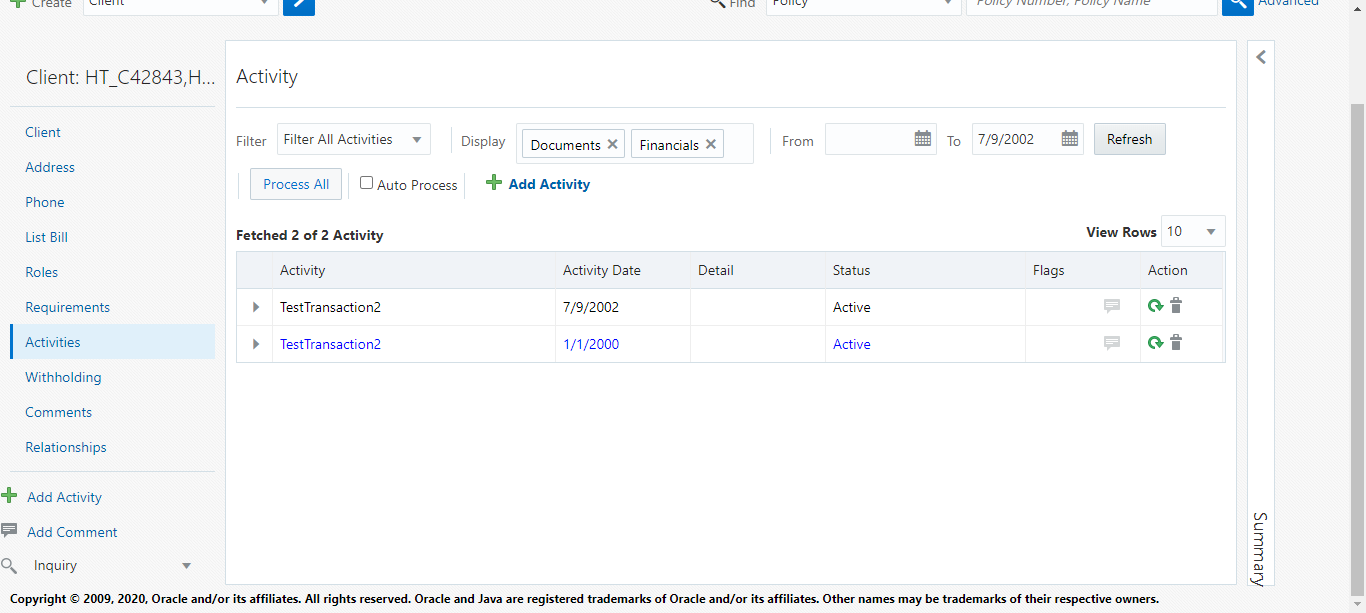 Create Client Find Policy Policy Number, Policy Name Advanced
Client: HT_C42843,H...
Client
Address
Phone
List Bill
Roles
Requirements
Activities
Withholding
Comments
Relationships
Add Activity
Add Comment
Inquiry
Activity
Filter Filter All Activities Display Documents Financials From To 7/9/2002 Refresh
Process All Auto Process Add Activity
Fetched 2 of 2 Activity View Rows 10
Activity Activity Date Detail Status Flags Action
TestTransaction2 7/9/2002 Active
TestTransaction2 1/1/2000 Active
Summary
Copyright © 2009, 2020, Oracle and/or its affiliates. All rights reserved. Oracle and Java are registered trademarks of Oracle and/or its affiliates. Other names may be trademarks of their respective owners.